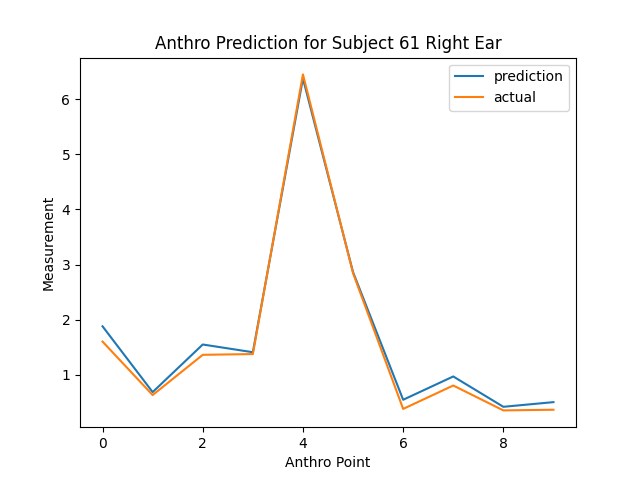 Anthro Prediction for Subject 61 Right Ear
prediction
actual
Measurement
6
5
4
3
2
1
0 2 4 6 8
Anthro Point